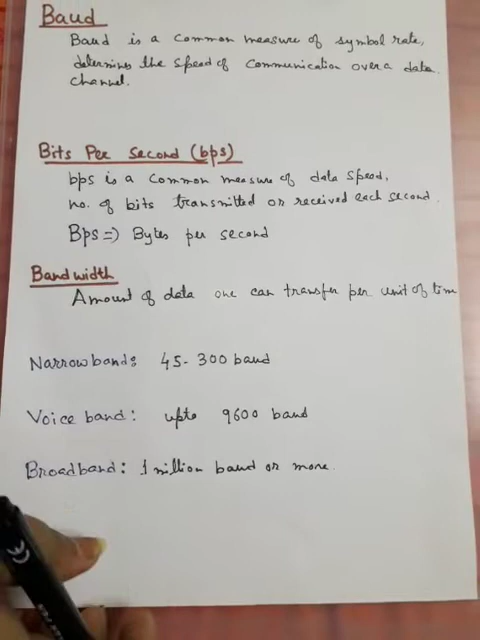 Baud
Baud is a common measure of symbol rate,
determines the speed of communication over a data
channel.
Bits Per Second (bps)
bps is a common measure of data speed,
no. of bits transmitted or received each second.
Bps => Bytes per second
Bandwidth
Amount of data one can transfer per unit of time
Narrowband: 45-300 baud
Voice band: upto 9600 baud
Broadband: 1 million baud or more.